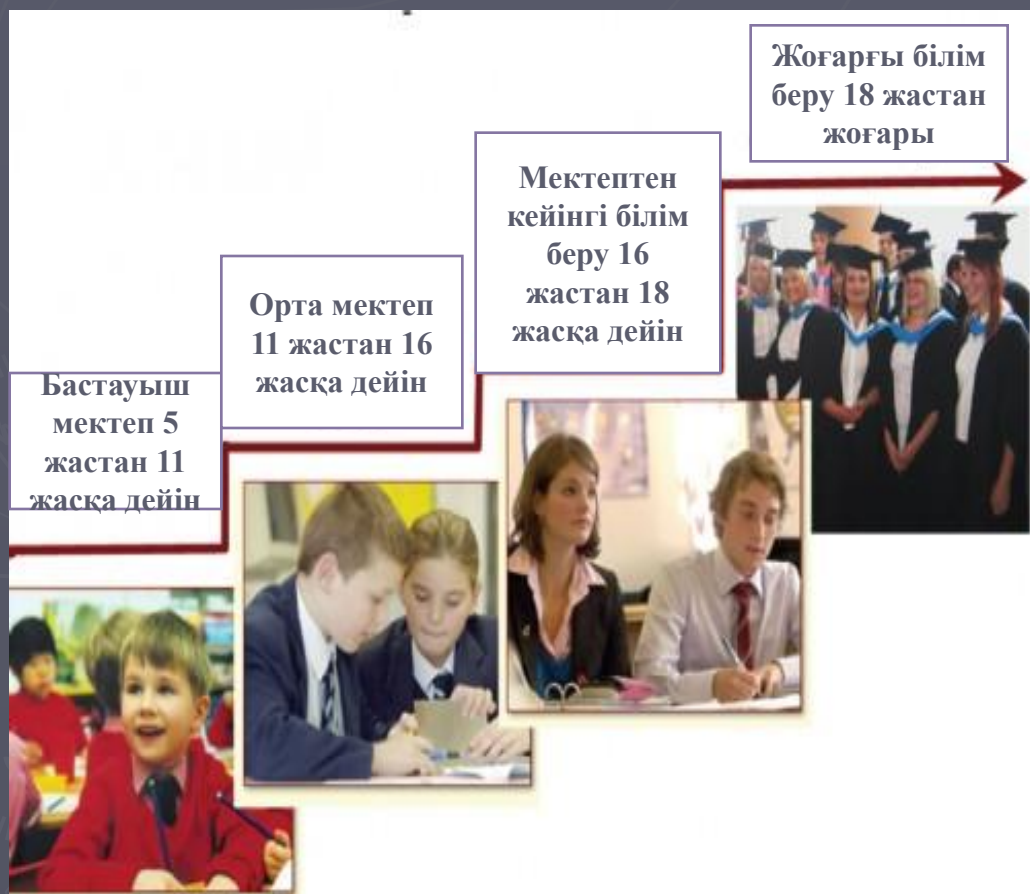 Жоғарғы білім
беру 18 жастан
жоғары
Мектептен
кейінгі білім
беру 16
жастан 18
жасқа дейін
Орта мектеп
11 жастан 16
жасқа дейін
Бастауыш
мектеп 5
жастан 11
жасқа дейін